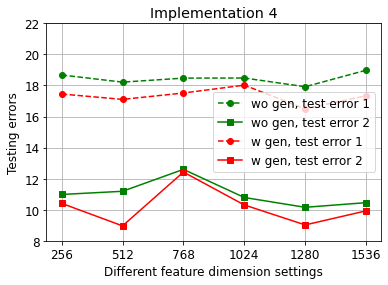 Implementation 4
Testing errors
22
20
18
16
14
12
10
8
wo gen, test error 1
wo gen, test error 2
w gen, test error 1
w gen, test error 2
256 512 768 1024 1280 1536
Different feature dimension settings